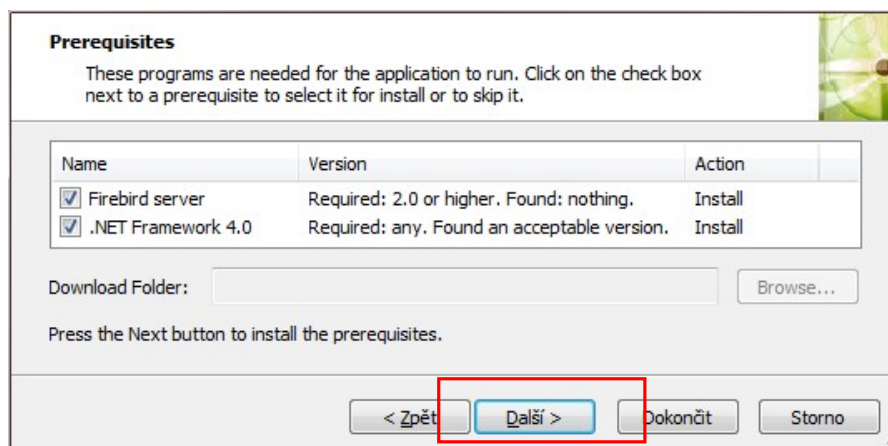 Prerequisites
These programs are needed for the application to run. Click on the check box
next to a prerequisite to select it for install or to skip it.
Name Version Action
Firebird server Required: 2.0 or higher. Found: nothing. Install
.NET Framework 4.0 Required: any. Found an acceptable version. Install
Download Folder: Browse...
Press the Next button to install the prerequisites.
< Zpět Další > Dokončit Storno